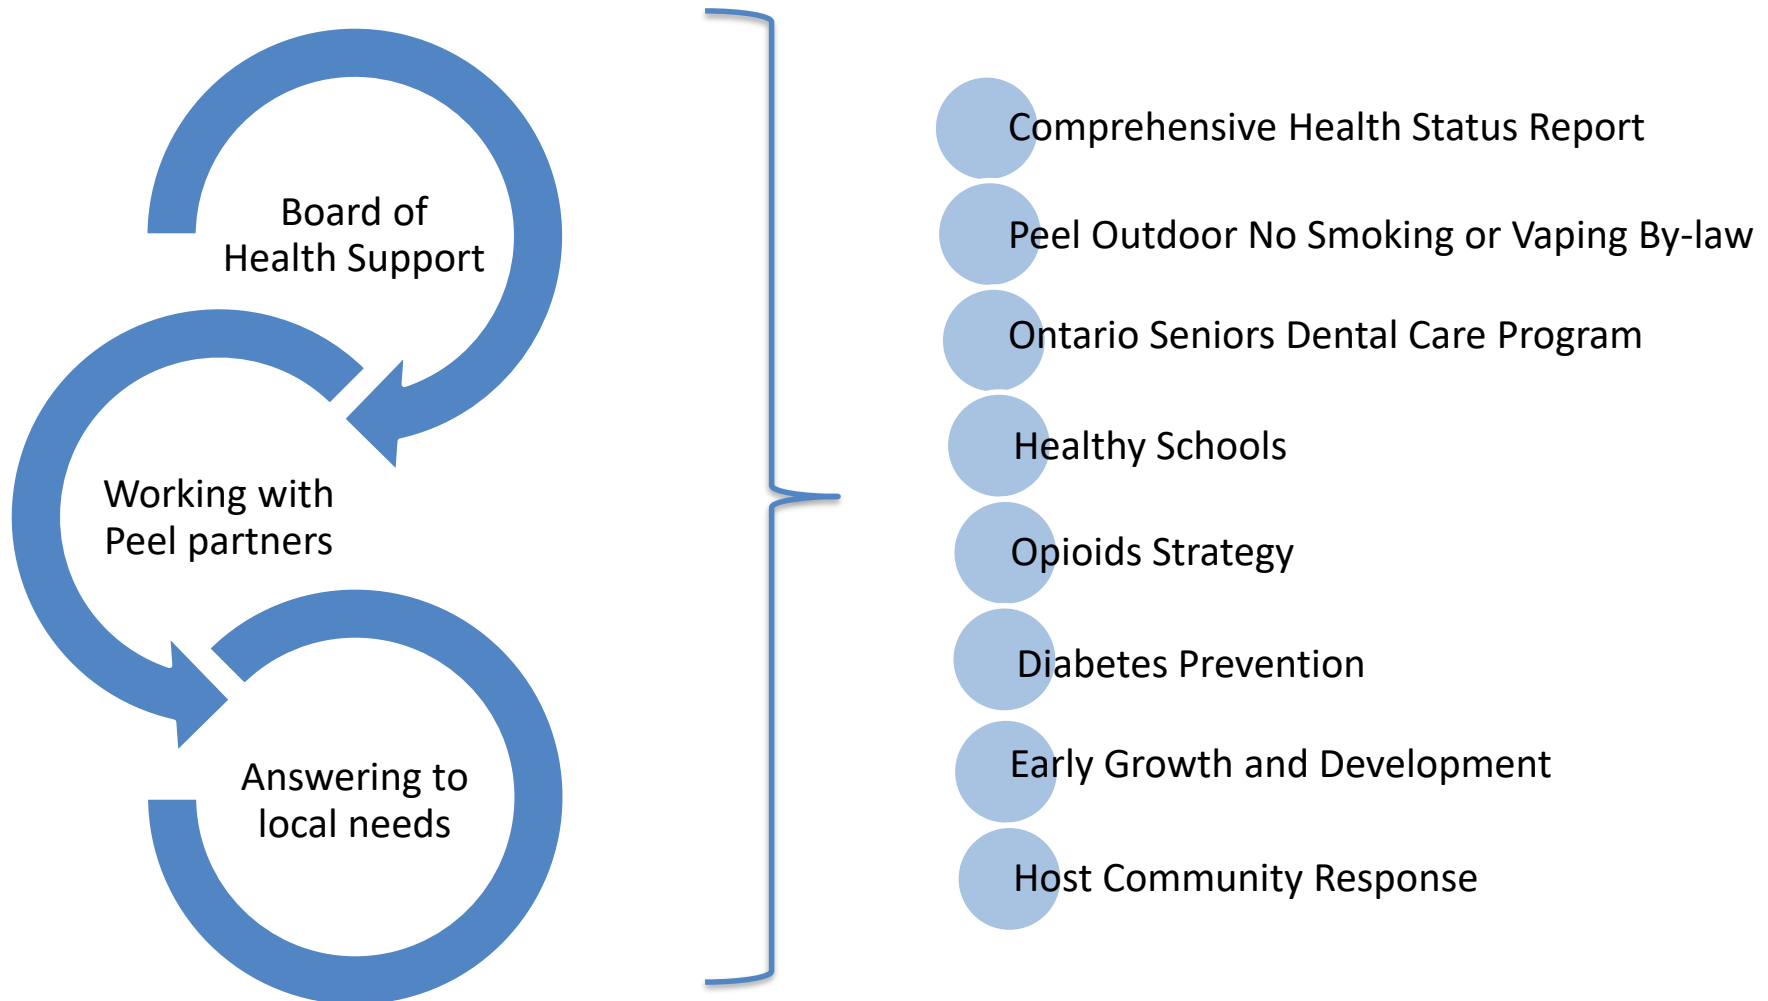 Board of
Health Support
Working with
Peel partners
Answering to
local needs
Comprehensive Health Status Report
Peel Outdoor No Smoking or Vaping By-law
Ontario Seniors Dental Care Program
Healthy Schools
Opioids Strategy
Diabetes Prevention
Early Growth and Development
Host Community Response